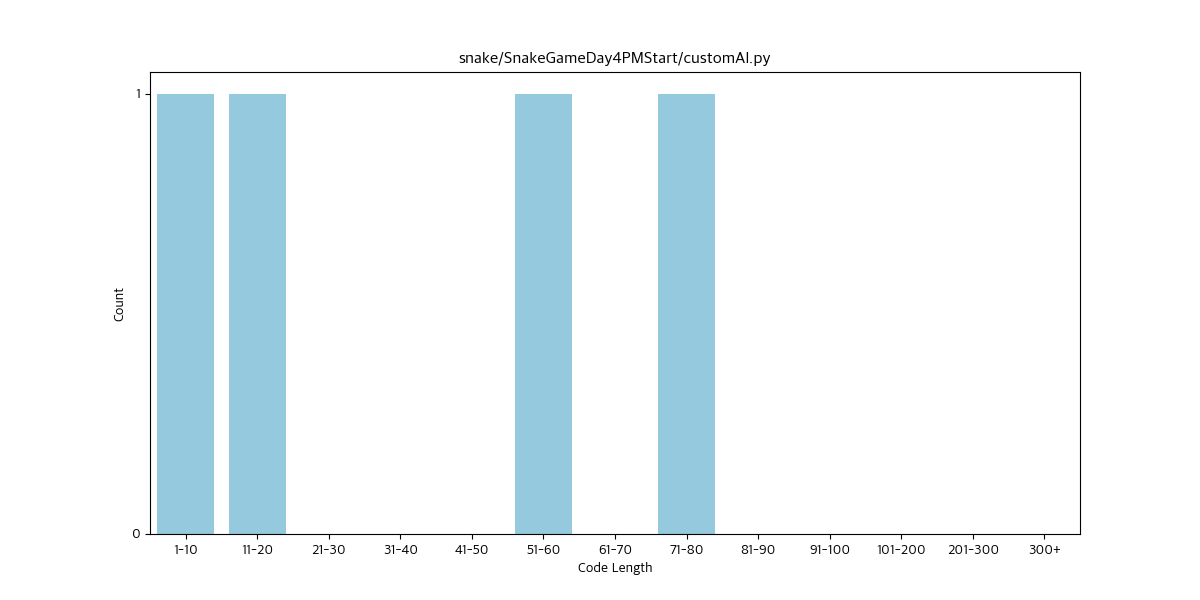 snake/SnakeGameDay4PMStart/customAI.py
1
0
Count
1-10 11-20 21-30 31-40 41-50 51-60 61-70 71-80 81-90 91-100 101-200 201-300 300+
Code Length